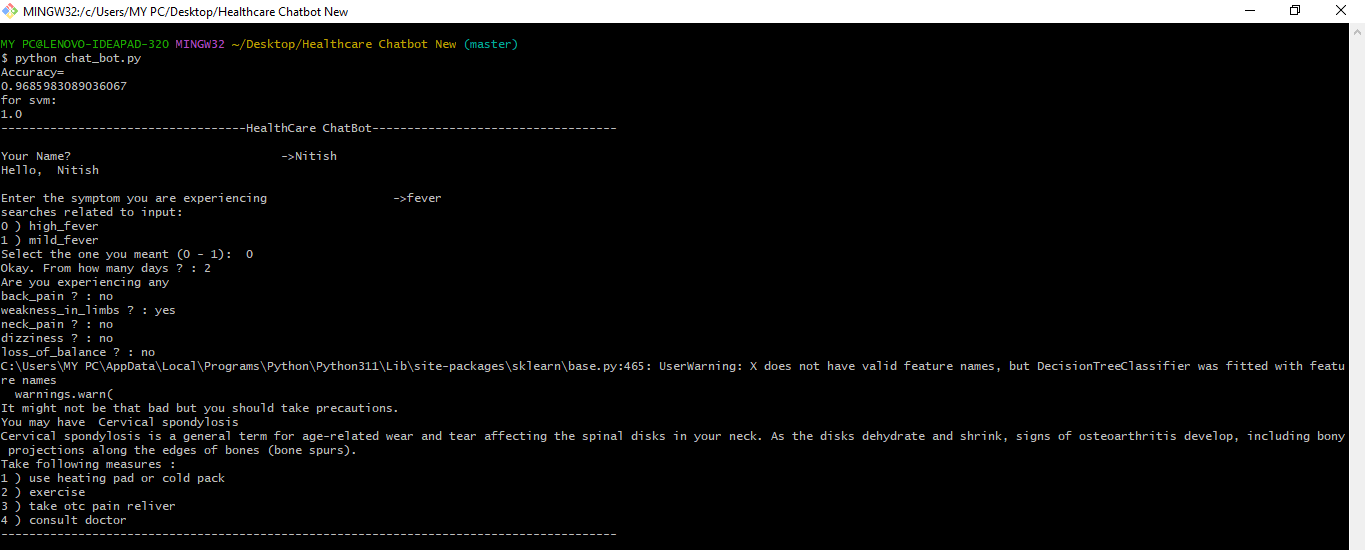 MINGW32:/c/Users/MY PC/Desktop/Healthcare Chatbot New
MY PC@LENOVO-IDEAPAD-320 MINGW32 ~/Desktop/Healthcare Chatbot New (master)
$ python chat_bot.py
Accuracy=
0.9685983089036067
for svm:
1.0
-----------------------------------HealthCare ChatBot-----------------------------------
Your Name?                              ->Nitish
Hello,  Nitish
Enter the symptom you are experiencing                  ->fever
searches related to input:
0 ) high_fever
1 ) mild_fever
Select the one you meant (0 - 1):  0
Okay. From how many days ? : 2
Are you experiencing any
back_pain ? : no
weakness_in_limbs ? : yes
neck_pain ? : no
dizziness ? : no
loss_of_balance ? : no
C:\Users\MY PC\AppData\Local\Programs\Python\Python311\Lib\site-packages\sklearn\base.py:465: UserWarning: X does not have valid feature names, but DecisionTreeClassifier was fitted with featu
re names
  warnings.warn(
It might not be that bad but you should take precautions.
You may have  Cervical spondylosis
Cervical spondylosis is a general term for age-related wear and tear affecting the spinal disks in your neck. As the disks dehydrate and shrink, signs of osteoarthritis develop, including bony
 projections along the edges of bones (bone spurs).
Take following measures :
1 ) use heating pad or cold pack
2 ) exercise
3 ) take otc pain reliver
4 ) consult doctor
----------------------------------------------------------------------------------------